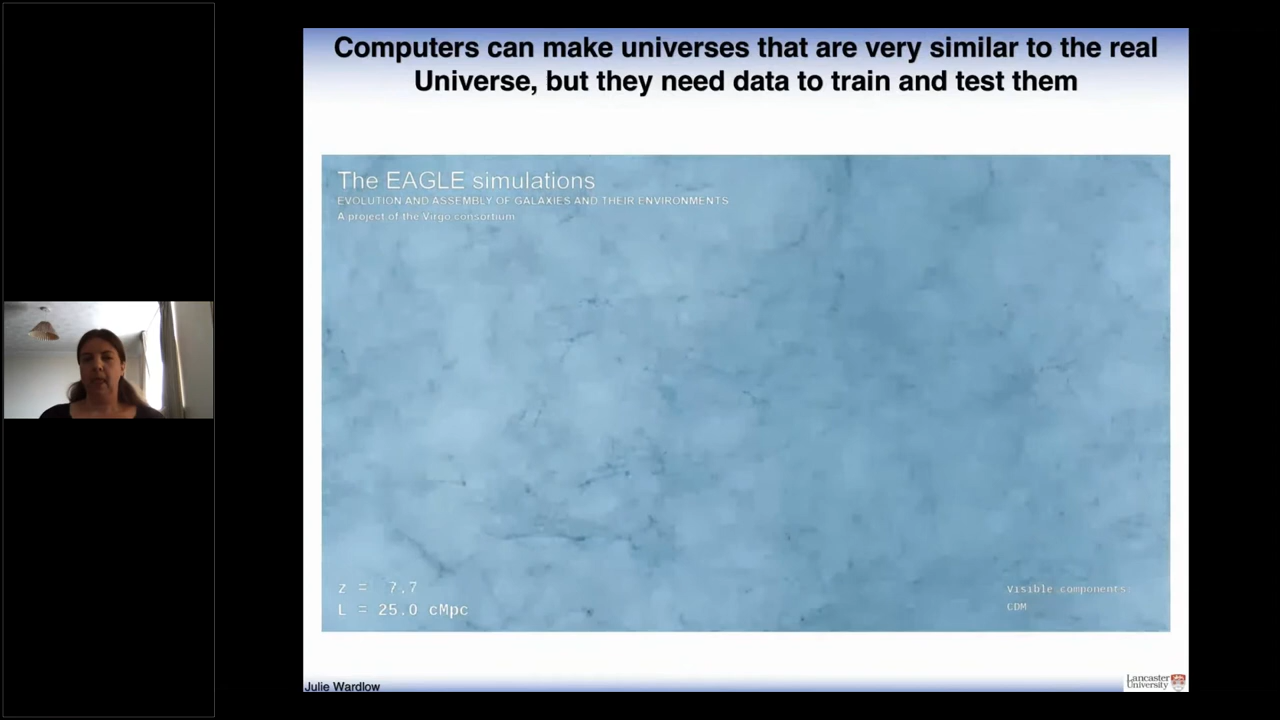 Computers can make universes that are very similar to the real
Universe, but they need data to train and test them
The EAGLE simulations
EVOLUTION AND ASSEMBLY OF GALAXIES AND THEIR ENVIRONMENTS
A project of the Virgo consortium
z = 7.7
L = 25.0 cMpc
Visible components
CDM
Julie Wardlow
Lancaster
University